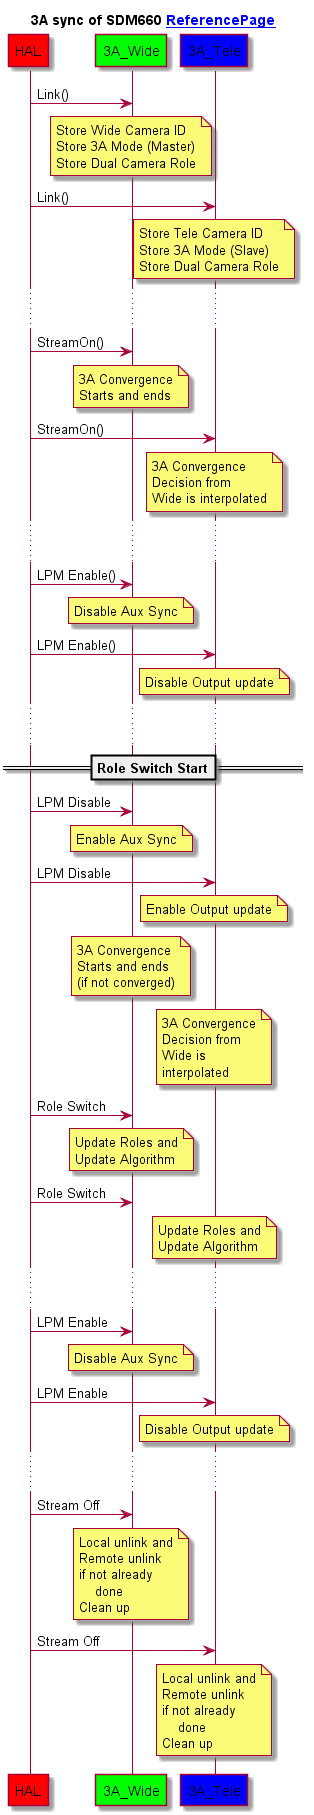 3A sync of SDM660 ReferencePage
HAL 3A_Wide 3A_Tele
Link()
Store Wide Camera ID
Store 3A Mode (Master)
Store Dual Camera Role
Link()
Store Tele Camera ID
Store 3A Mode (Slave)
Store Dual Camera Role
StreamOn()
3A Convergence
Starts and ends
StreamOn()
3A Convergence
Decision from
Wide is interpolated
LPM Enable()
Disable Aux Sync
LPM Enable()
Disable Output update
Role Switch Start
LPM Disable
Enable Aux Sync
LPM Disable
Enable Output update
3A Convergence
Starts and ends
(if not converged)
3A Convergence
Decision from
Wide is
interpolated
Role Switch
Update Roles and
Update Algorithm
Role Switch
Update Roles and
Update Algorithm
LPM Enable
Disable Aux Sync
LPM Enable
Disable Output update
Stream Off
Local unlink and
Remote unlink
if not already
done
Clean up
Stream Off
Local unlink and
Remote unlink
if not already
done
Clean up
HAL 3A_Wide 3A_Tele